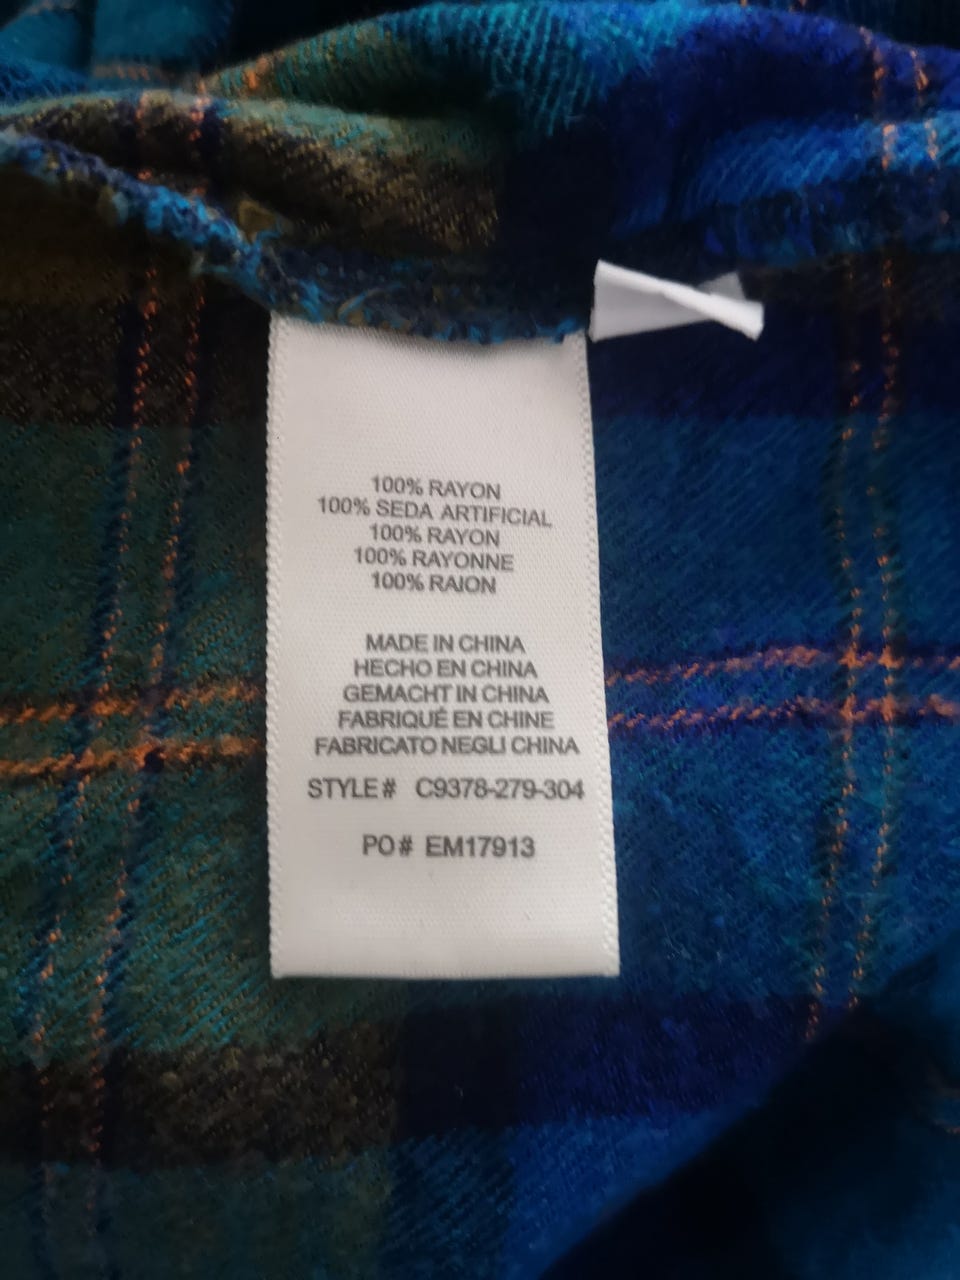 100% RAYON
100% SEDA ARTIFICIAL
100% RAYON
100% RAYONNE
100% RAION
MADE IN CHINA
HECHO EN CHINA
GEMACHT IN CHINA
FABRIQUÉ EN CHINE
FABRICATO NEGLI CHINA
STYLE# C9378-279-304
PO# EM17913